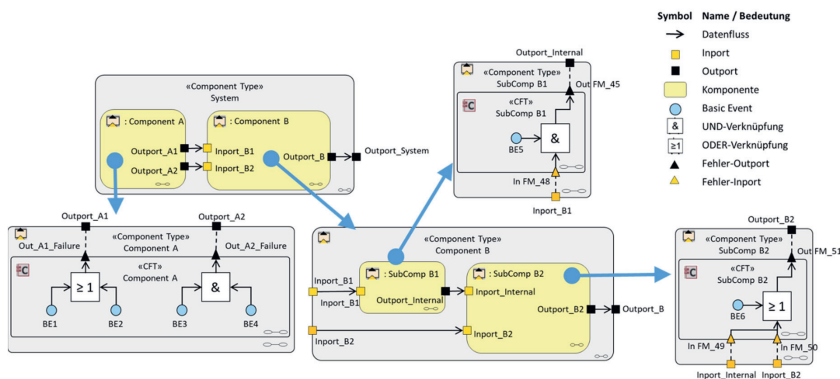 Symbol Name / Bedeutung
Datenfluss
Inport
Outport
Komponente
Basic Event
& UND-Verknüpfung
≥1 ODER-Verknüpfung
Fehler-Outport
Fehler-Inport
«Component Type»
System
: Component A
: Component B
Outport_A1
Inport_B1
Outport_A2
Inport_B2
Outport_B
Outport_System
Outport_Internal
«Component Type»
SubComp B1
Out FM_45
«CFT»
SubComp B1
BE5
&
In FM_48
Inport_B1
Outport_A1
Outport_A2
Out_A1_Failure
«Component Type»
Component A
Out_A2_Failure
«CFT»
Component A
≥ 1
&
BE1
BE2
BE3
BE4
«Component Type»
Component B
: SubComp B1
: SubComp B2
Inport_B1
Inport_B1
Outport_Internal
Inport_Internal
Outport_B2
Outport_B
Inport_B2
Inport_B2
Outport_B2
«Component Type»
SubComp B2
Out FM_51
«CFT»
SubComp B2
BE6
≥ 1
In FM_49
In FM_50
Inport_Internal
Inport_B2